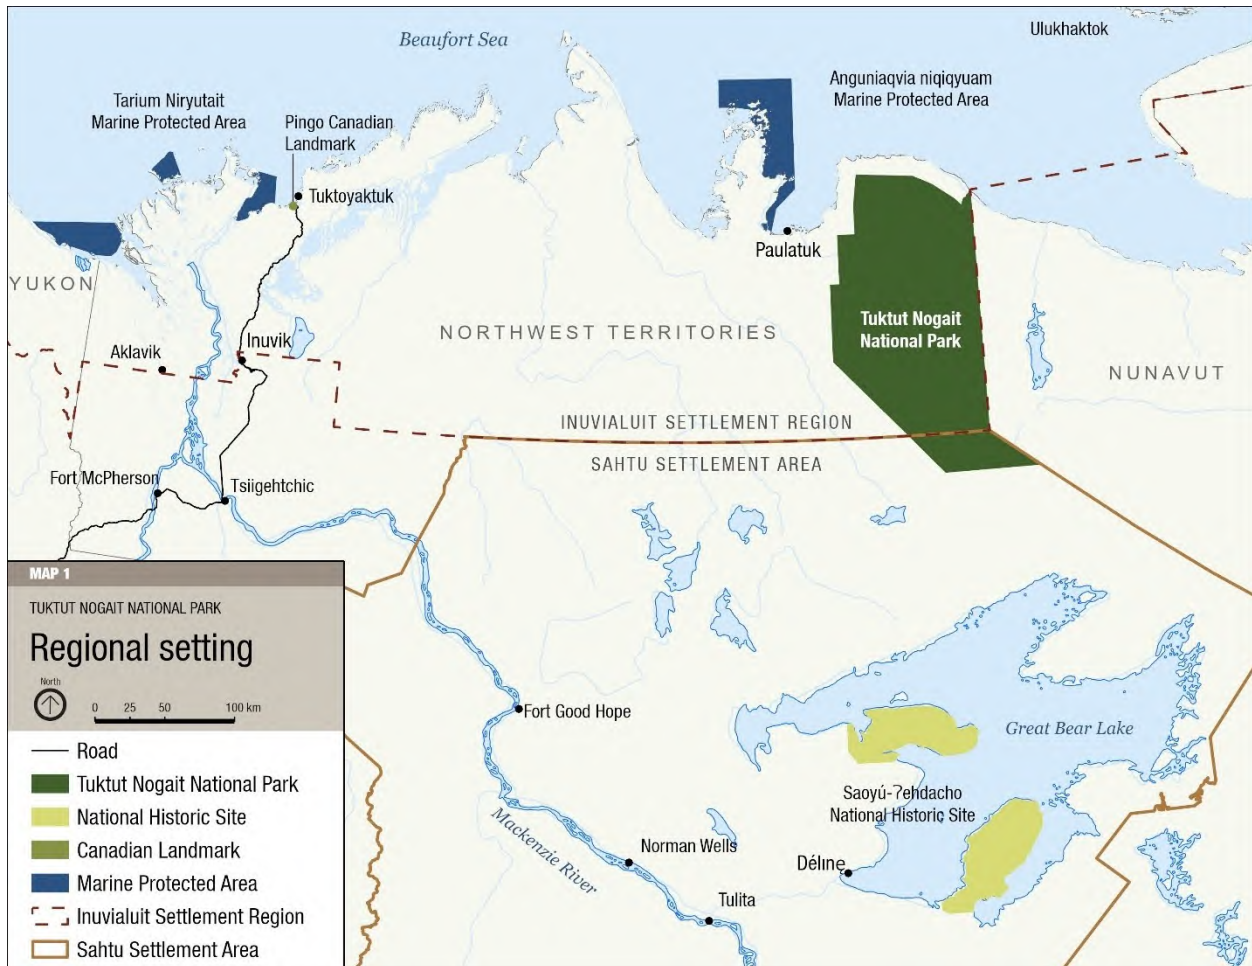 Beaufort Sea
Ulukhaktok
Tarium Niryutait
Marine Protected Area
Pingo Canadian
Landmark
Anguniaqvia niqiqyuam
Marine Protected Area
Tuktoyaktuk
Paulatuk
YUKON
Tuktut Nogait
National Park
NORTHWEST TERRITORIES
Inuvik
Aklavik
NUNAVUT
INUVIALUIT SETTLEMENT REGION
SAHTU SETTLEMENT AREA
Fort McPherson
Tsiigehtchic
Fort Good Hope
Great Bear Lake
Saoyú-ʔehdacho
National Historic Site
Mackenzie River
Norman Wells
Délı̨nę
Tulita
MAP 1
TUKTUT NOGAIT NATIONAL PARK
Regional setting
North
0 25 50 100 km
Road
Tuktut Nogait National Park
National Historic Site
Canadian Landmark
Marine Protected Area
Inuvialuit Settlement Region
Sahtu Settlement Area